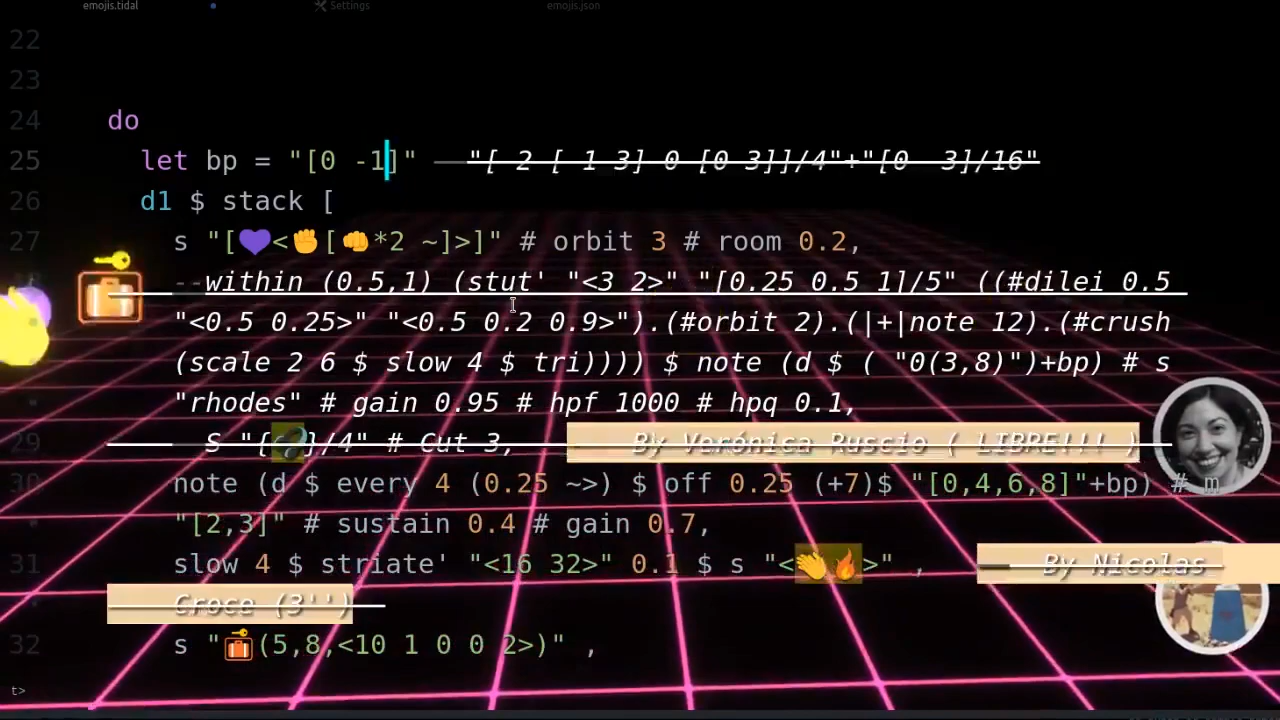 emojis.tidal Settings emojis.json
22
23
24 do
25 let bp = "[0 -1]" "[ 2 [ 1 3] 0 [0 3]]/4"+"[0 3]/16"
26 d1 $ stack [
27 s "[💜<✊[👊*2 ~]>]" # orbit 3 # room 0.2,
--within (0.5,1) (stut' "<3 2>" "[0.25 0.5 1]/5" ((#dilei 0.5
"<0.5 0.25>" "<0.5 0.2 0.9>").(#orbit 2).(|+|note 12).(#crush
(scale 2 6 $ slow 4 $ tri)))) $ note (d $ ( "0(3,8)")+bp) # s
"rhodes" # gain 0.95 # hpf 1000 # hpq 0.1,
29 S "{}/4" # Cut 3, By Verónica Ruscio ( LIBRE!!! )
30 note (d $ every 4 (0.25 ~>) $ off 0.25 (+7)$ "[0,4,6,8]"+bp) # m
"[2,3]" # sustain 0.4 # gain 0.7,
31 slow 4 $ striate' "<16 32>" 0.1 $ s "<👏🔥>" , By Nicolas
Croce (3'')
32 s "(5,8,<10 1 0 0 2>)" ,
t>